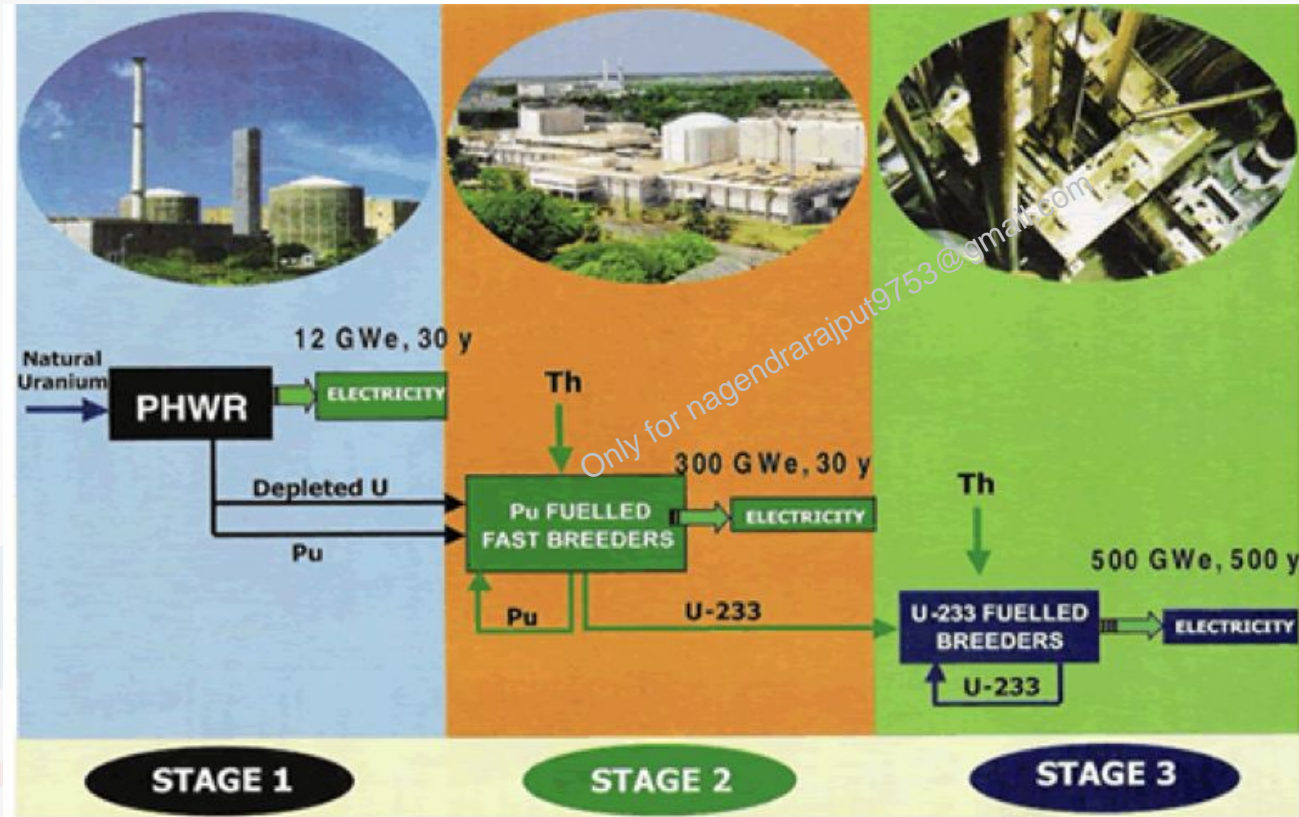 12 GWe, 30 y
Natural
Uranium
PHWR
ELECTRICITY
Depleted U
Pu
Th
300 GWe, 30 y
Pu FUELLED
FAST BREEDERS
ELECTRICITY
Pu
U-233
Th
500 GWe, 500 y
U-233 FUELLED
BREEDERS
ELECTRICITY
U-233
STAGE 1
STAGE 2
STAGE 3
Only for nagendrarajput9753@gmail.com